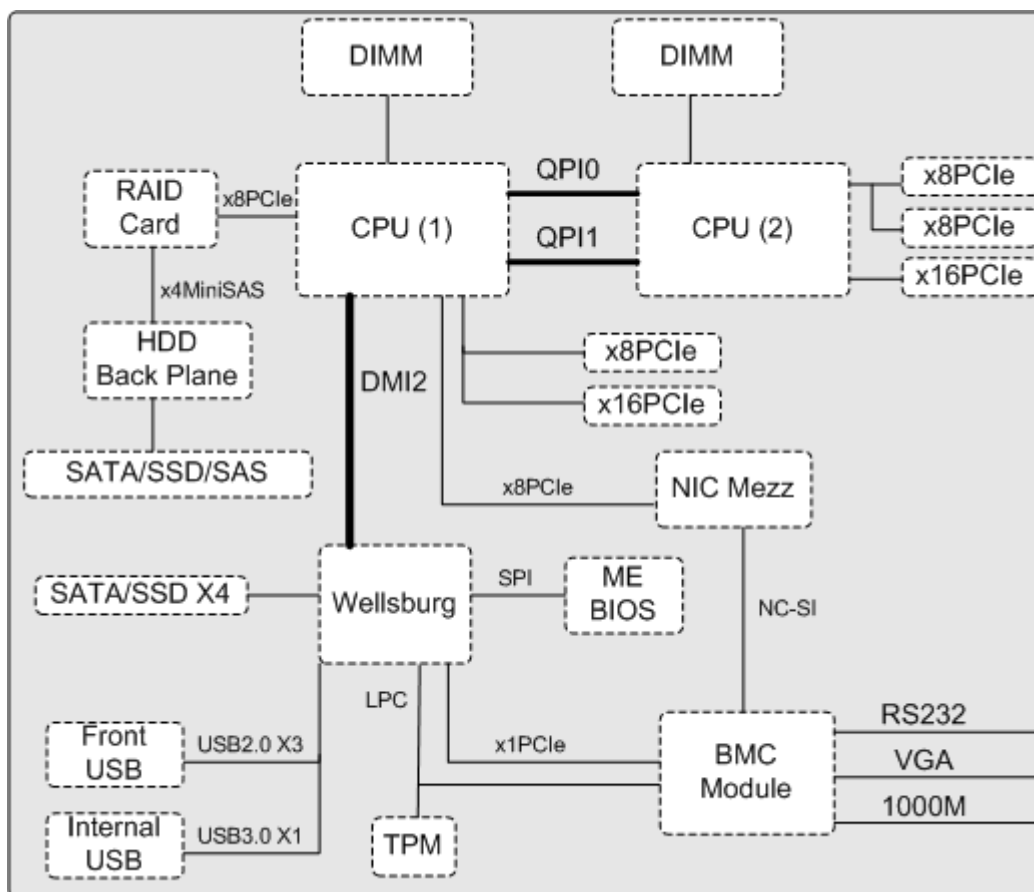 DIMM
DIMM
RAID
Card
x8PCIe
CPU (1)
QPI0
QPI1
CPU (2)
x8PCIe
x8PCIe
x16PCIe
x4MiniSAS
HDD
Back Plane
DMI2
x8PCIe
x16PCIe
SATA/SSD/SAS
x8PCIe
NIC Mezz
SATA/SSD X4
Wellsburg
SPI
ME
BIOS
NC-SI
LPC
Front
USB
USB2.0 X3
x1PCIe
BMC
Module
RS232
VGA
1000M
Internal
USB
USB3.0 X1
TPM